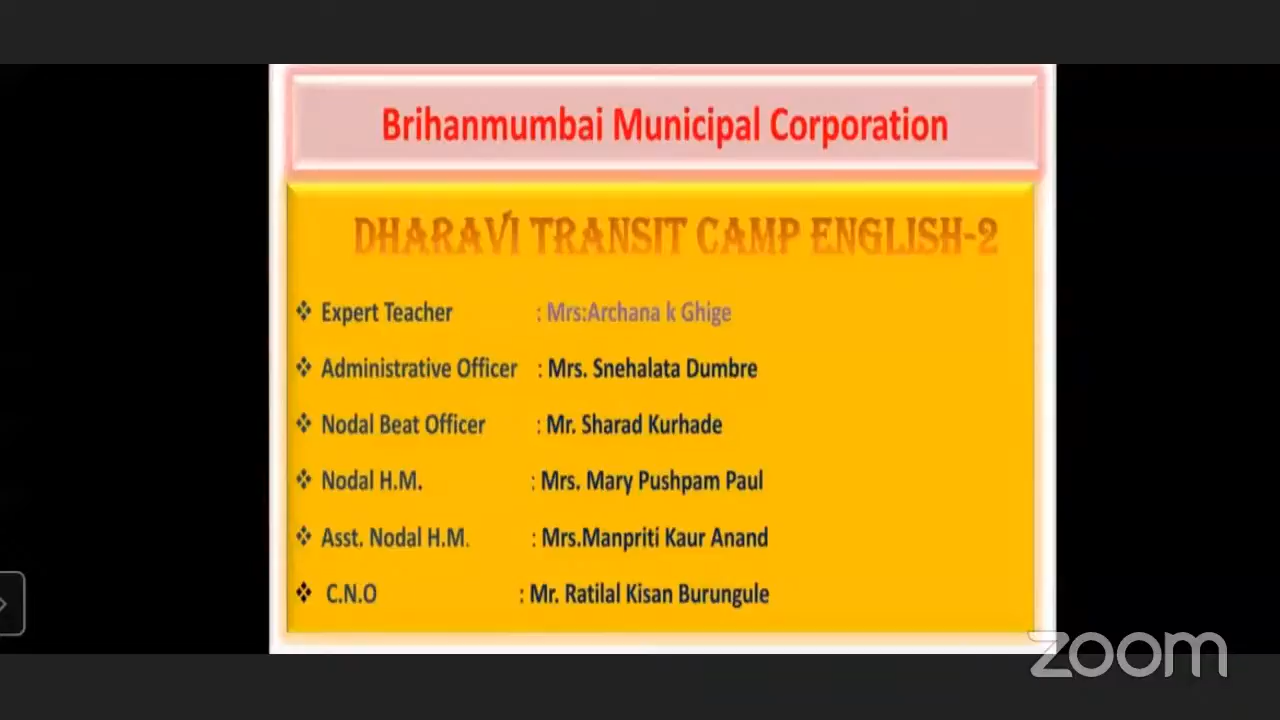 Brihanmumbai Municipal Corporation
DHARAVI TRANSIT CAMP ENGLISH-2
❖ Expert Teacher : Mrs:Archana k Ghige
❖ Administrative Officer : Mrs. Snehalata Dumbre
❖ Nodal Beat Officer : Mr. Sharad Kurhade
❖ Nodal H.M. : Mrs. Mary Pushpam Paul
❖ Asst. Nodal H.M. : Mrs.Manpriti Kaur Anand
❖ C.N.O : Mr. Ratilal Kisan Burungule
zoom